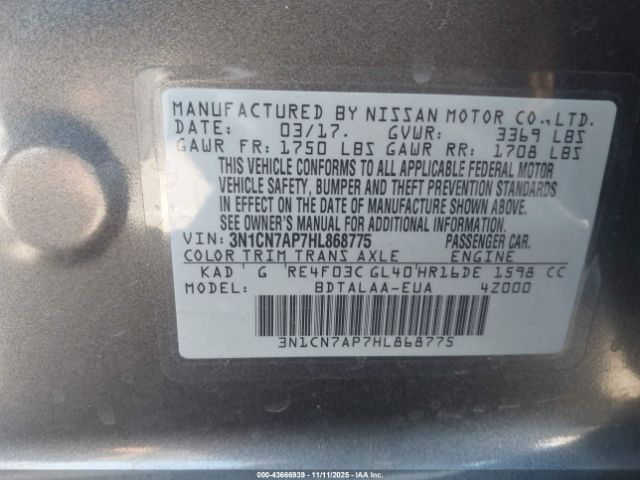 MANUFACTURED BY NISSAN MOTOR CO.,LTD.
DATE: 03/17. GVWR: 3369 LBS
GAWR FR: 1750 LBS GAWR RR: 1708 LBS
THIS VEHICLE CONFORMS TO ALL APPLICABLE FEDERAL MOTOR
VEHICLE SAFETY, BUMPER AND THEFT PREVENTION STANDARDS
IN EFFECT ON THE DATE OF MANUFACTURE SHOWN ABOVE.
SEE OWNER'S MANUAL FOR ADDITIONAL INFORMATION.
VIN: 3N1CN7AP7HL868775 PASSENGER CAR.
COLOR TRIM TRANS AXLE ENGINE
KAD ' G 'RE4F03C GL40'HR16DE 1598 CC
MODEL: BDTALAA-EUA 4Z000
3N1CN7AP7HL868775
000-43666939 - 11/11/2025 - IAAI.CA